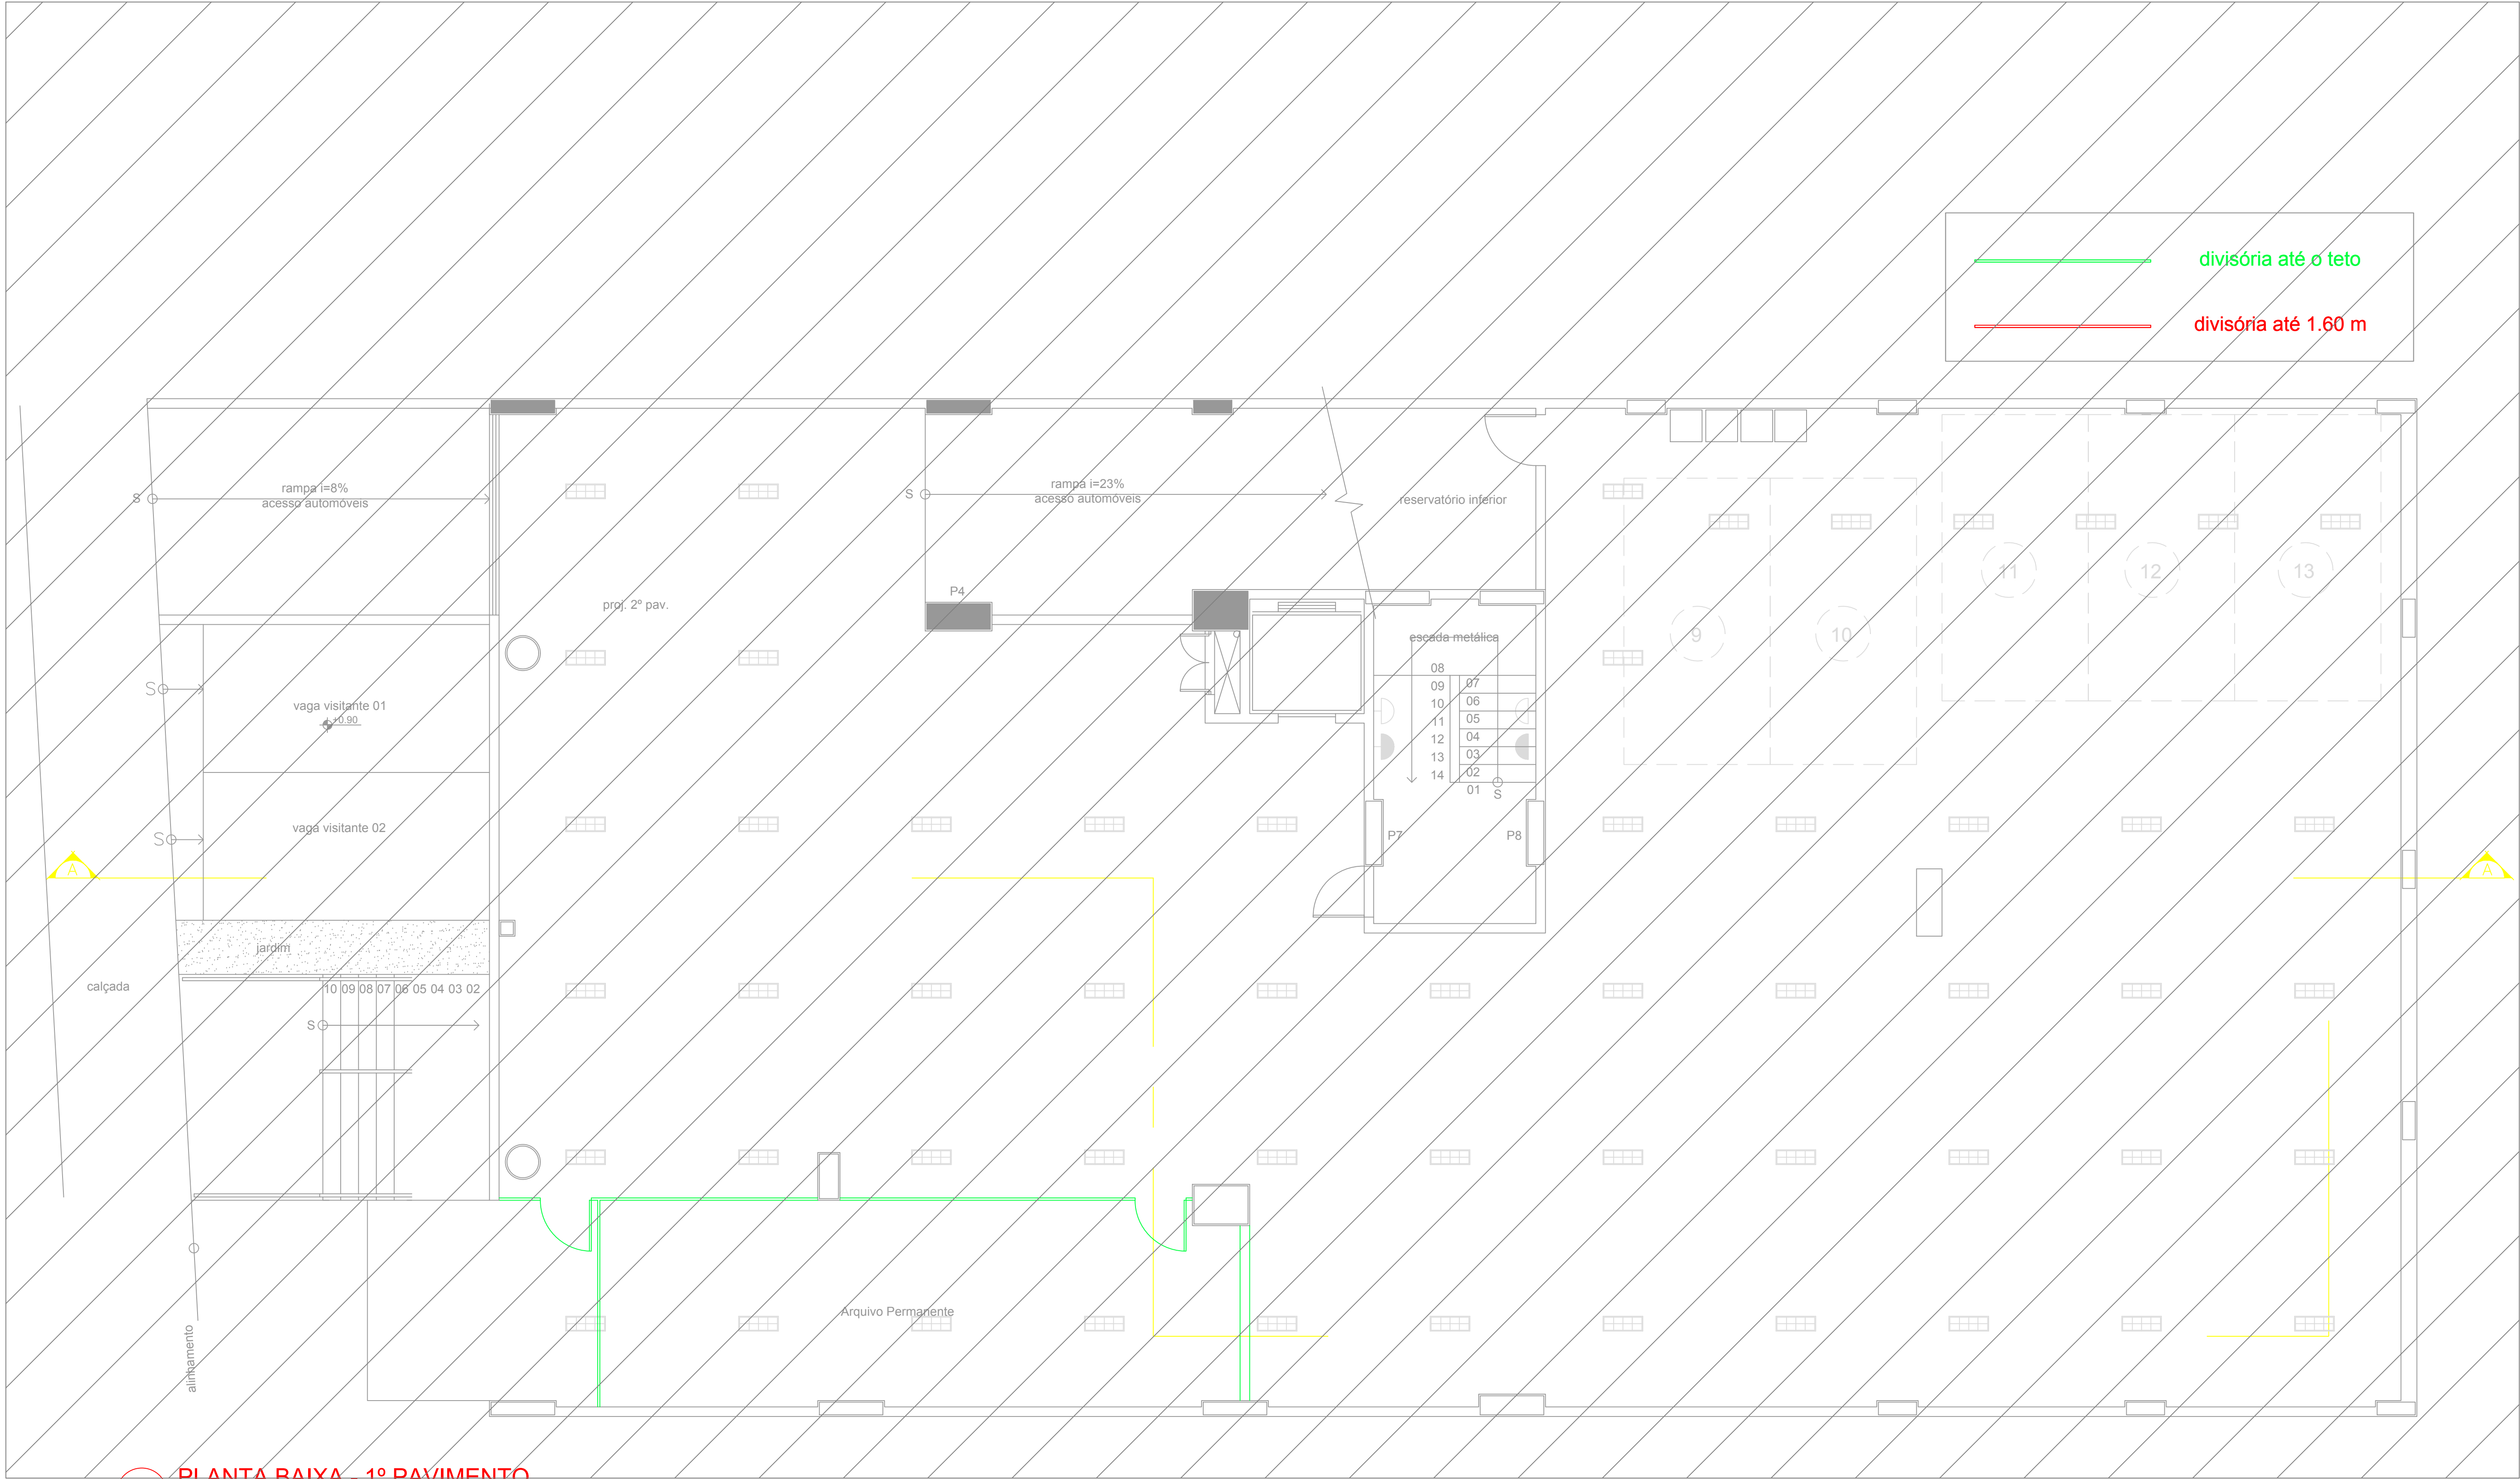 divisória até o teto
divisória até 1.60 m
S
rampa i=8%
acesso automóveis
S
rampa i=23%
acesso automóveis
reservatório inferior
P4
proj. 2º pav.
escada metálica
08
09
10
11
12
13
14
07
06
05
04
03
02
01
S
9
10
11
12
13
S
vaga visitante 01
+0.90
S
vaga visitante 02
P7
P8
A
A
jardim
calçada
10 09 08 07 06 05 04 03 02
S
Arquivo Permanente
alinhamento
PLANTA BAIXA - 1º PAVIMENTO